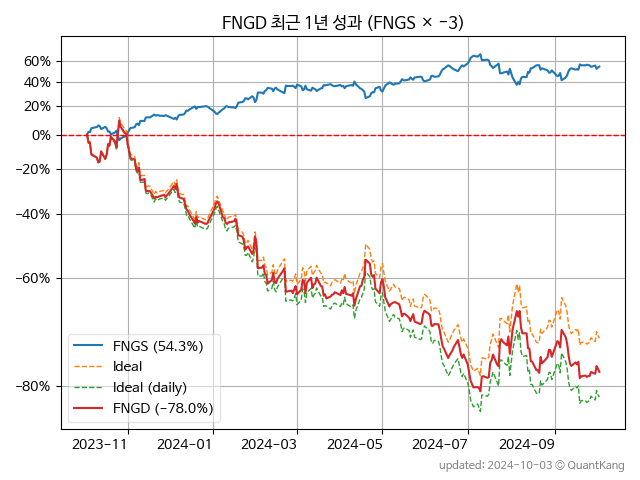 FNGD 최근 1년 성과 (FNGS × −3)
60%
40%
20%
0%
−20%
−40%
−60%
−80%
FNGS (54.3%)
Ideal
Ideal (daily)
FNGD (−78.0%)
2023-11
2024-01
2024-03
2024-05
2024-07
2024-09
updated: 2024-10-03 © QuantKang